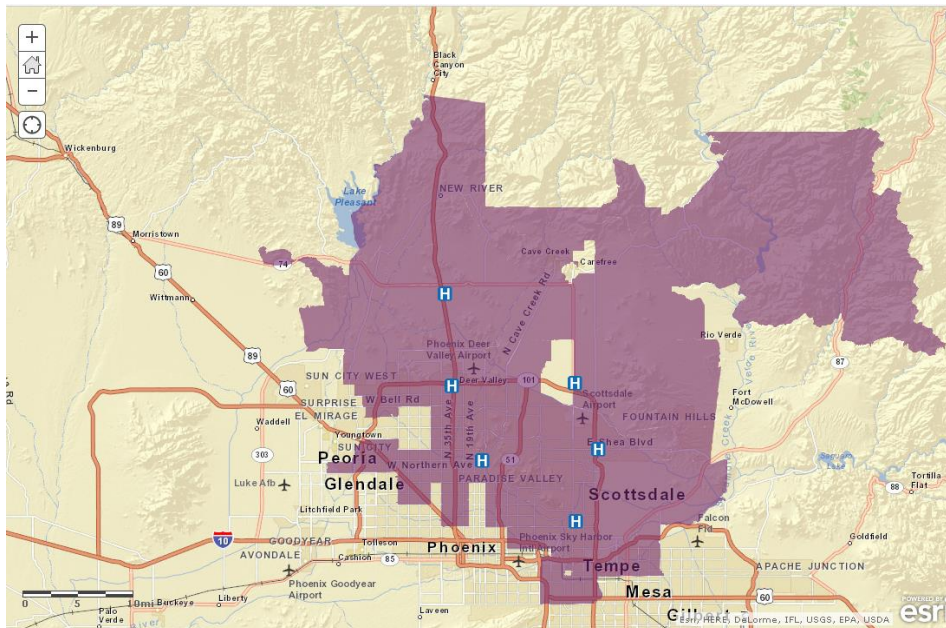 +
−
Black
Canyon
City
Wickenburg
Lake
Pleasant
NEW RIVER
89
Morristown
74
60
Cave Creek
Carefree
Wittmann
H
N Cave Creek Rd
Rio Verde
Phoenix Deer
Valley Airport
89
87
SUN CITY WEST
Deer Valley
101
H
H
60
Scottsdale
Airport
Fort
McDowell
SURPRISE
W Bell Rd
EL MIRAGE
FOUNTAIN HILLS
N 35th Ave
N 19th Ave
Waddell
Youngtown
SUN CITY
E Shea Blvd
303
Peoria
W Northern Ave
H
51
H
Saguaro
Lake
Luke Afb
Glendale
PARADISE VALLEY
Tortilla
Flat
88
Scottsdale
Litchfield Park
Falcon
Fld
H
10
GOODYEAR
Tolleson
Phoenix
Phoenix Sky Harbor
Intl Airport
Goldfield
AVONDALE
Cashion
85
Tempe
APACHE JUNCTION
Phoenix Goodyear
Airport
Mesa
60
0 5 10mi
Buckeye
Liberty
Palo
Verde
Laveen
Esri, HERE, DeLorme, IFL, USGS, EPA, USDA
POWERED BY
esri